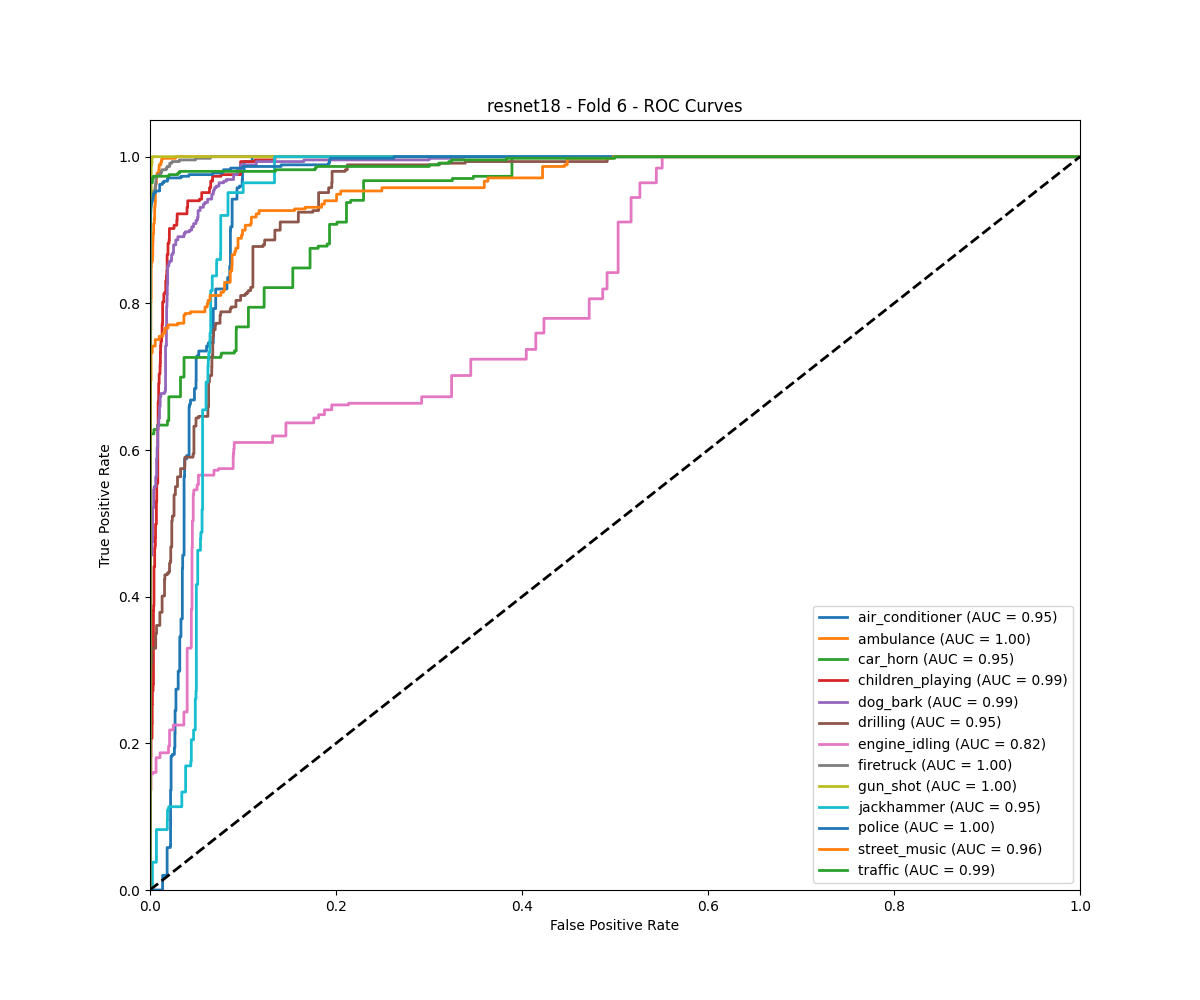 resnet18 - Fold 6 - ROC Curves
True Positive Rate
1.0
0.8
0.6
0.4
0.2
0.0
air_conditioner (AUC = 0.95)
ambulance (AUC = 1.00)
car_horn (AUC = 0.95)
children_playing (AUC = 0.99)
dog_bark (AUC = 0.99)
drilling (AUC = 0.95)
engine_idling (AUC = 0.82)
firetruck (AUC = 1.00)
gun_shot (AUC = 1.00)
jackhammer (AUC = 0.95)
police (AUC = 1.00)
street_music (AUC = 0.96)
traffic (AUC = 0.99)
0.0 0.2 0.4 0.6 0.8 1.0
False Positive Rate